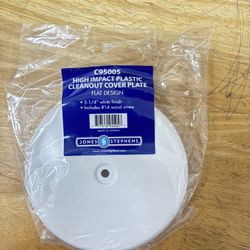 C95005
HIGH IMPACT PLASTIC
CLEANOUT COVER PLATE
FLAT DESIGN
• 5-1/4" white finish
• Includes #14 wood screw
JONES STEPHENS